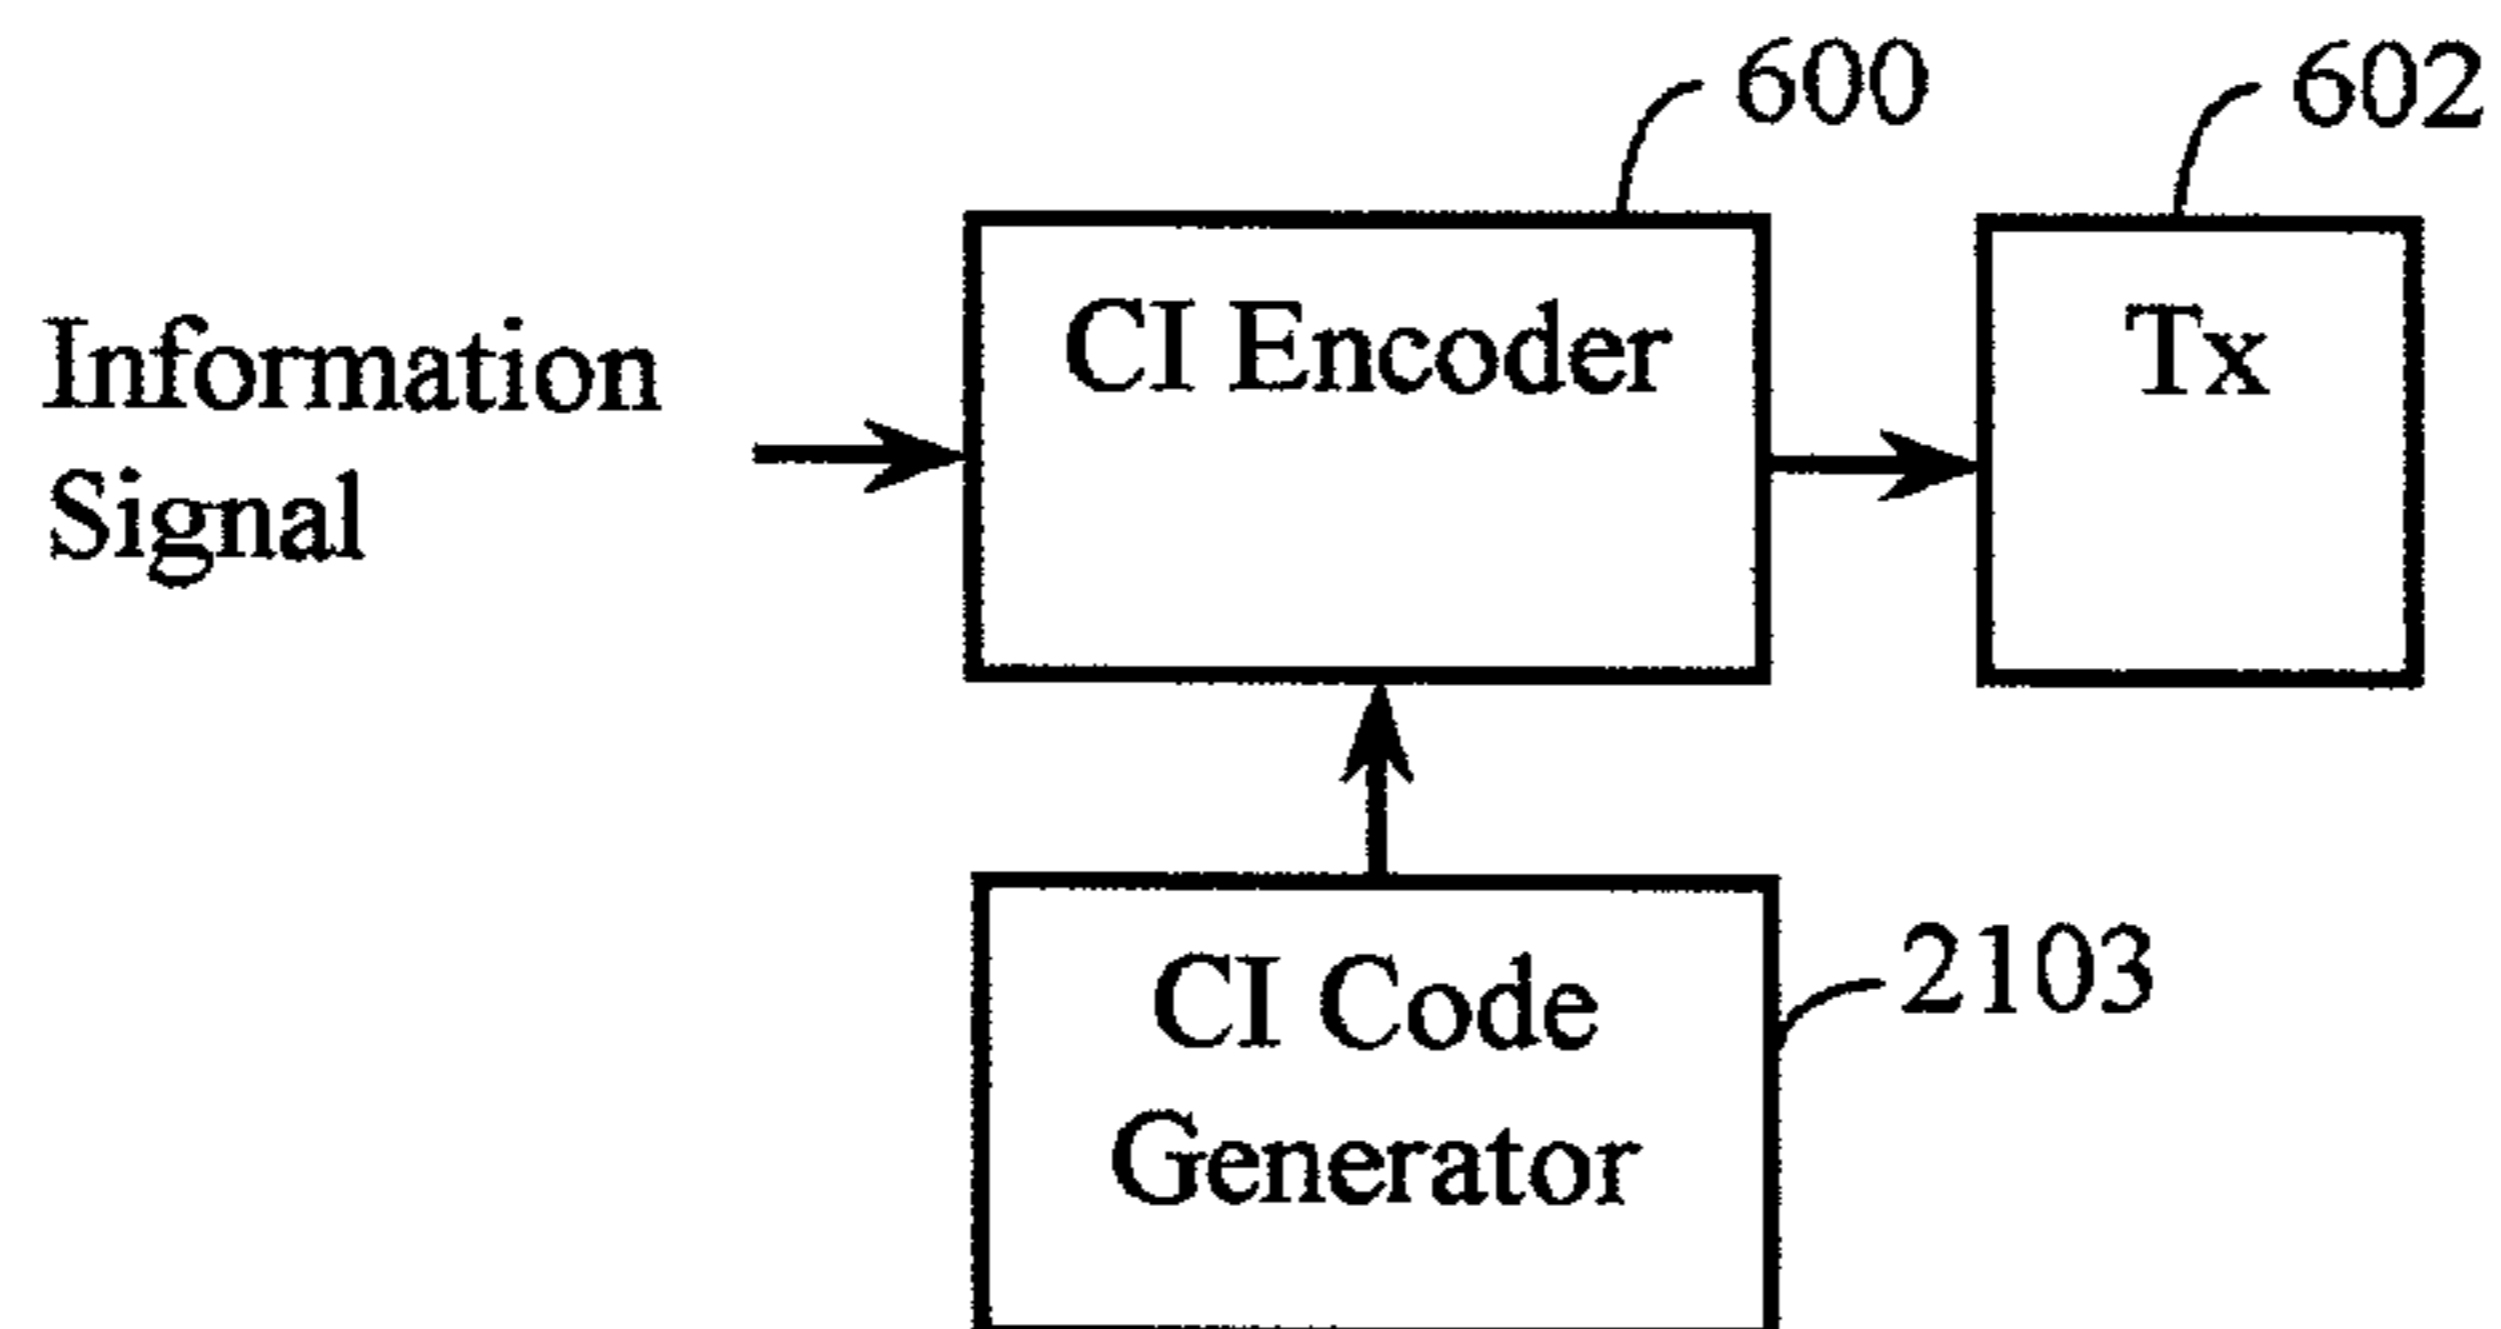 600
602
Information
Signal
CI Encoder
Tx
CI Code
Generator
2103